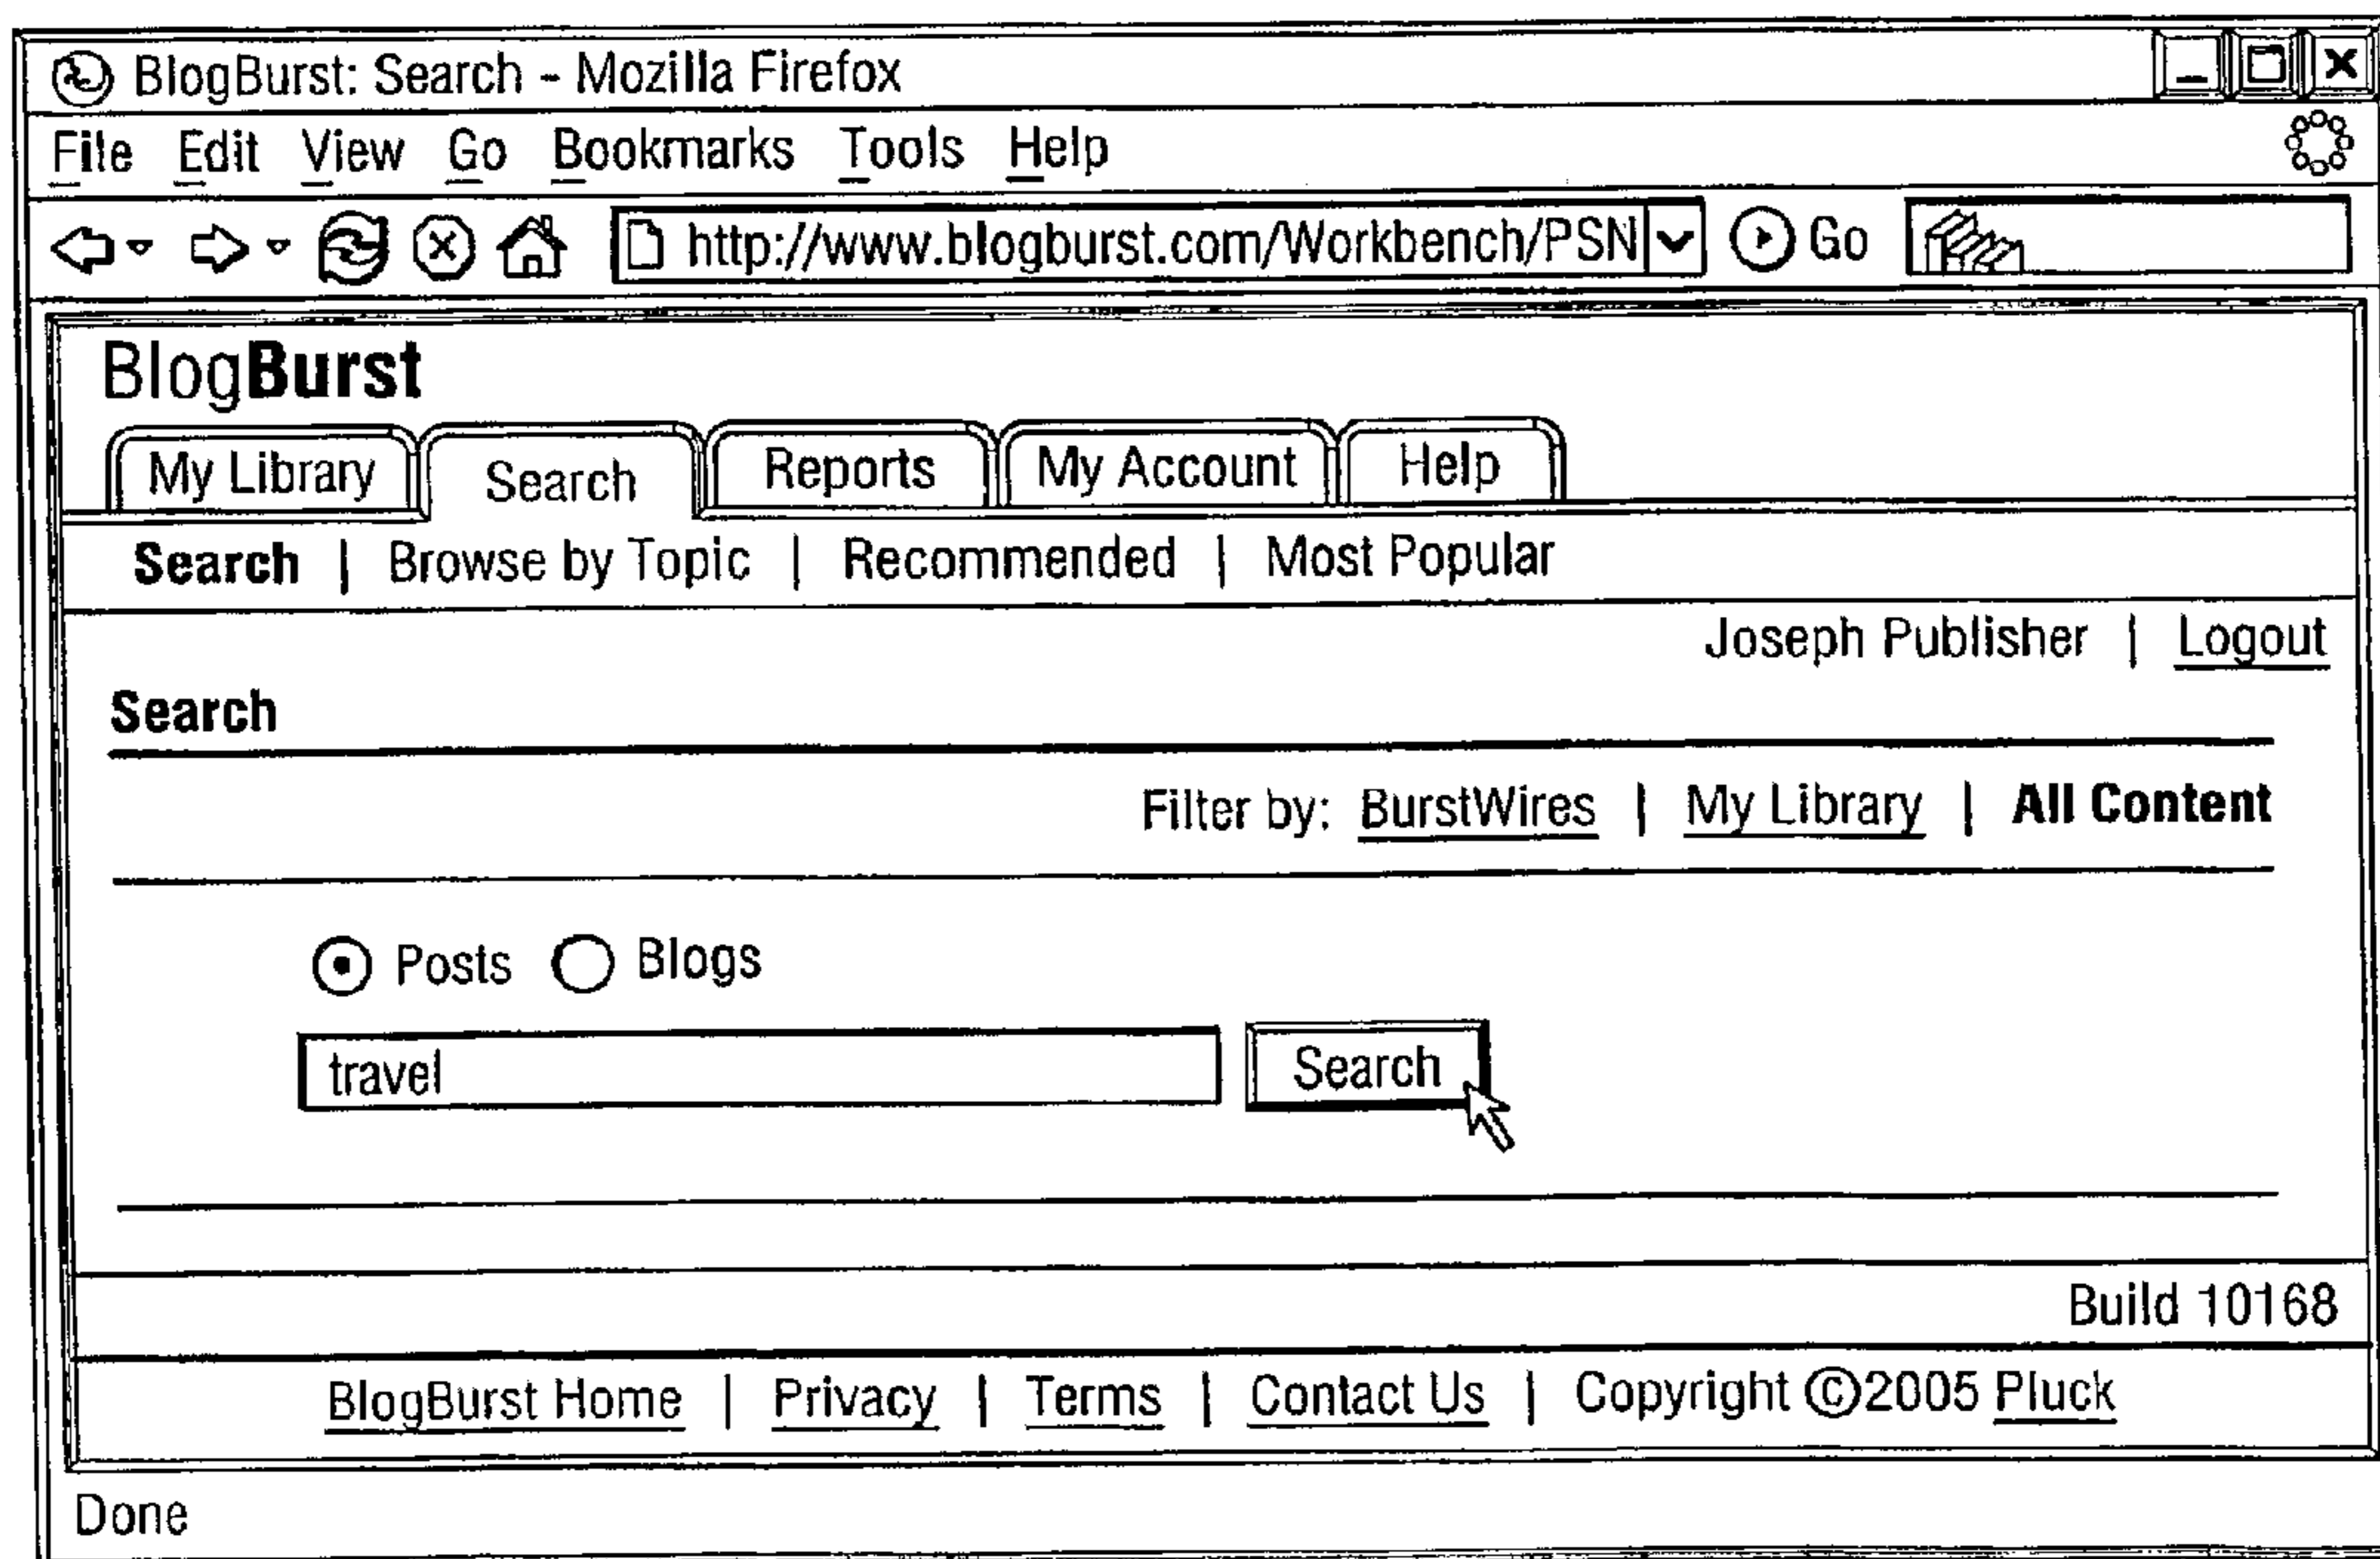 BlogBurst: Search - Mozilla Firefox
File Edit View Go Bookmarks Tools Help
http://www.blogburst.com/Workbench/PSN Go
BlogBurst
My Library Search Reports My Account Help
Search | Browse by Topic | Recommended | Most Popular
Joseph Publisher | Logout
Search
Filter by: BurstWires | My Library | All Content
Posts Blogs
travel Search
Build 10168
BlogBurst Home | Privacy | Terms | Contact Us | Copyright ©2005 Pluck
Done